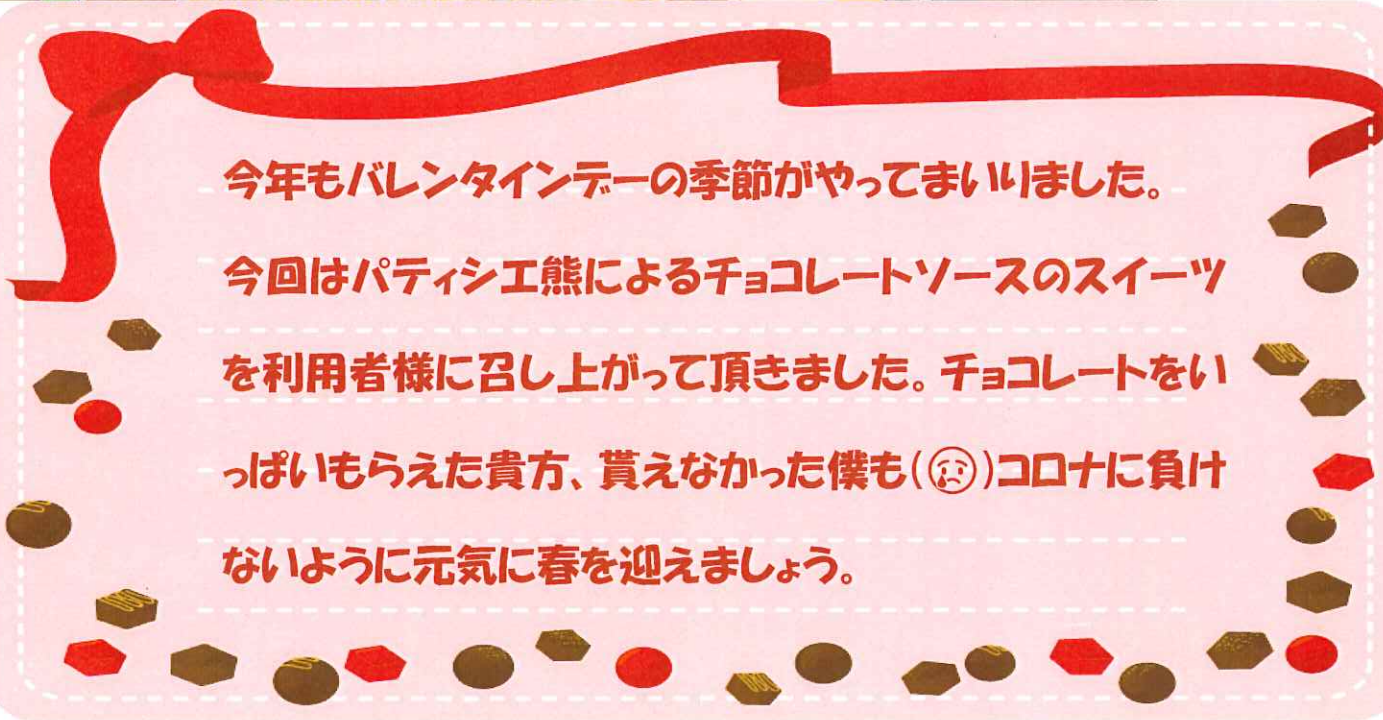 今年もバレンタインデーの季節がやってまいりました。
今回はパティシエ熊によるチョコレートソースのスイーツ
を利用者様に召し上がって頂きました。チョコレートをい
っぱいもらえた貴方、貰えなかった僕も(😢)コロナに負け
ないように元気に春を迎えましょう。